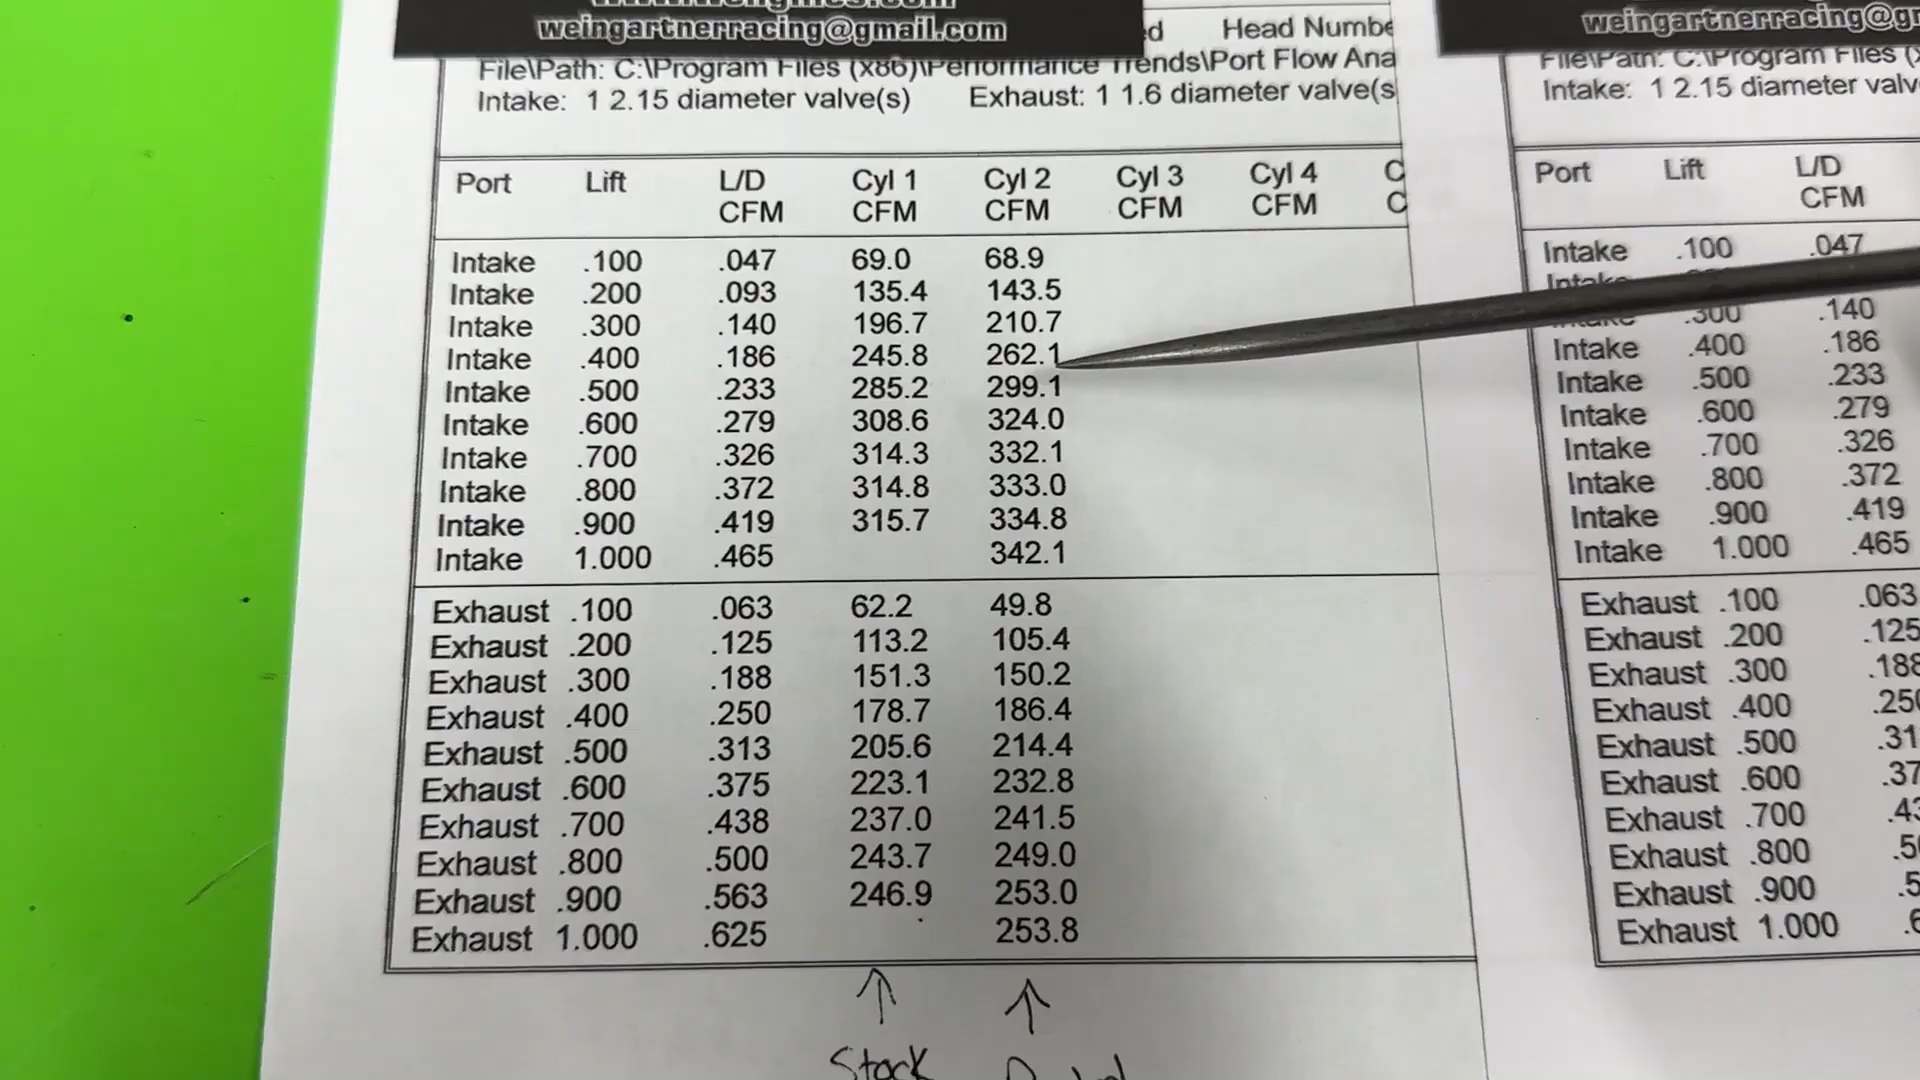 weingartnerracing@gmail.com
Head Numbe
File\Path: C:\Program Files (x86)\Performance Trends\Port Flow Ana
Intake: 1 2.15 diameter valve(s) Exhaust: 1 1.6 diameter valve(s
Port Lift L/D Cyl 1 Cyl 2 Cyl 3 Cyl 4 C
CFM CFM CFM CFM CFM C
Intake .100 .047 69.0 68.9
Intake .200 .093 135.4 143.5
Intake .300 .140 196.7 210.7
Intake .400 .186 245.8 262.1
Intake .500 .233 285.2 299.1
Intake .600 .279 308.6 324.0
Intake .700 .326 314.3 332.1
Intake .800 .372 314.8 333.0
Intake .900 .419 315.7 334.8
Intake 1.000 .465 342.1
Exhaust .100 .063 62.2 49.8
Exhaust .200 .125 113.2 105.4
Exhaust .300 .188 151.3 150.2
Exhaust .400 .250 178.7 186.4
Exhaust .500 .313 205.6 214.4
Exhaust .600 .375 223.1 232.8
Exhaust .700 .438 237.0 241.5
Exhaust .800 .500 243.7 249.0
Exhaust .900 .563 246.9 253.0
Exhaust 1.000 .625 253.8
Stock
weingartnerracing@g
File\Path: C:\Program Files (
Intake: 1 2.15 diameter valv
Port Lift L/D
CFM
Intake .100 .047
Intake
Intake .300 .140
Intake .400 .186
Intake .500 .233
Intake .600 .279
Intake .700 .326
Intake .800 .372
Intake .900 .419
Intake 1.000 .465
Exhaust .100 .063
Exhaust .200 .125
Exhaust .300 .188
Exhaust .400 .250
Exhaust .500 .31
Exhaust .600 .37
Exhaust .700 .43
Exhaust .800 .5
Exhaust .900 .5
Exhaust 1.000 .6